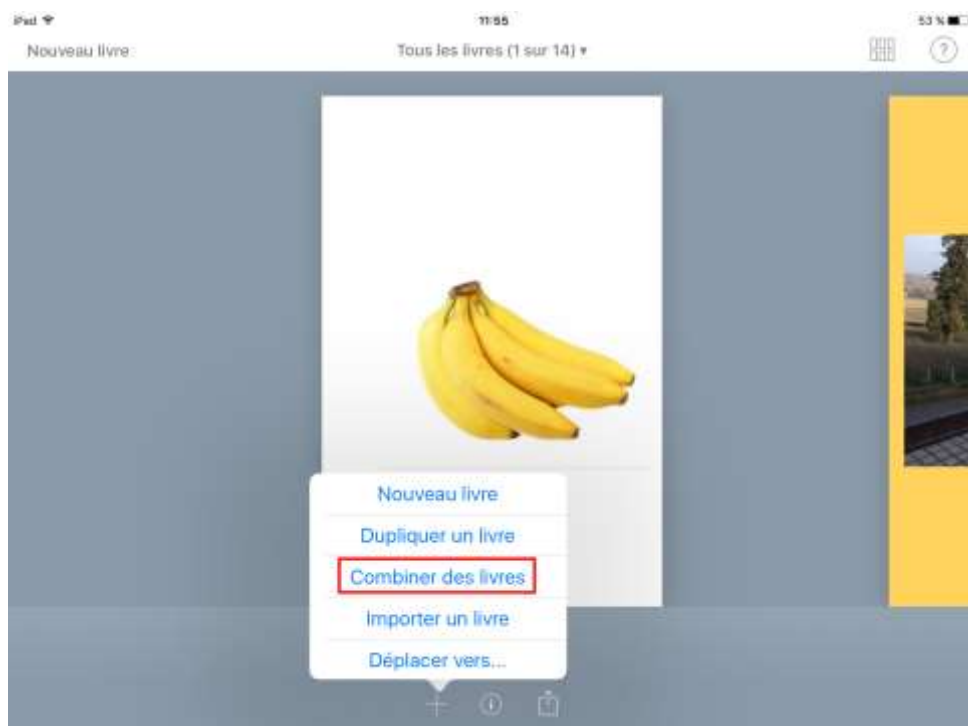 iPad
11:55
53 %
Nouveau livre
Tous les livres (1 sur 14) ▾
?
Nouveau livre
Dupliquer un livre
Combiner des livres
Importer un livre
Déplacer vers...